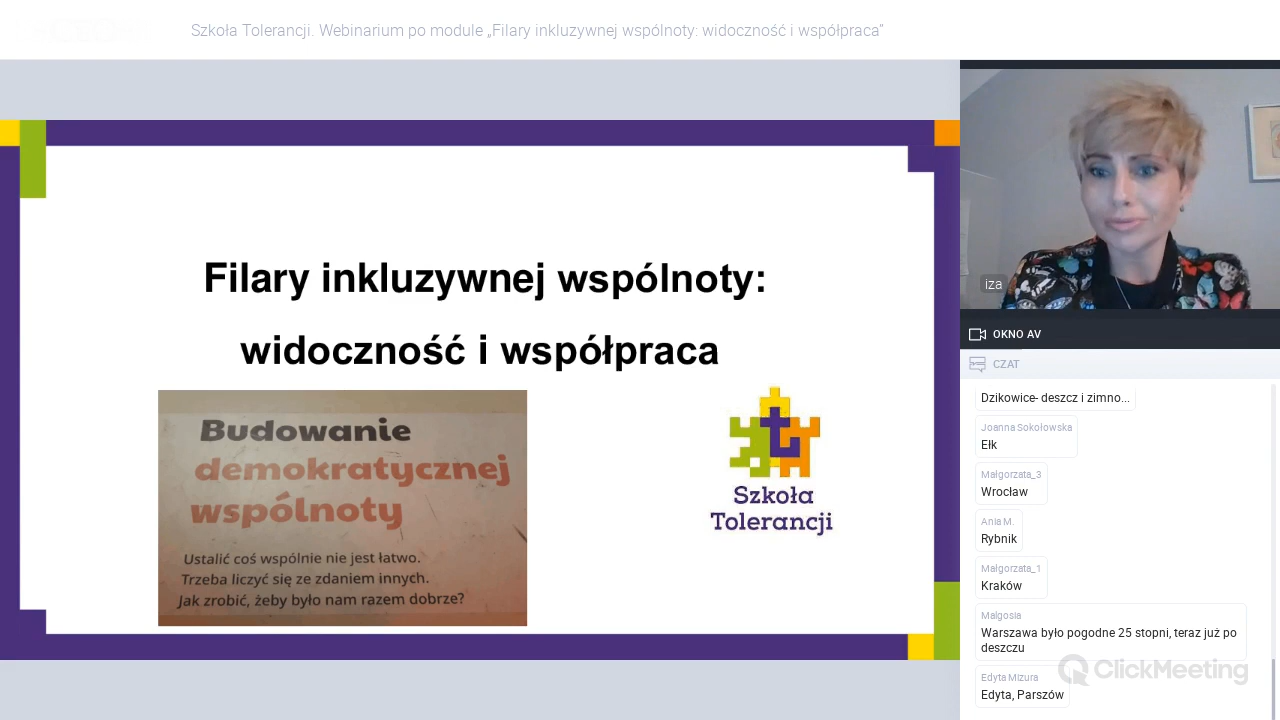 Szkoła Tolerancji. Webinarium po module „Filary inkluzywnej wspólnoty: widoczność i współpraca”
Filary inkluzywnej wspólnoty:
widoczność i współpraca
Budowanie
demokratycznej
wspólnoty
Ustalić coś wspólnie nie jest łatwo.
Trzeba liczyć się ze zdaniem innych.
Jak zrobić, żeby było nam razem dobrze?
Szkoła
Tolerancji
iza
OKNO AV
CZAT
Dzikowice- deszcz i zimno...
Joanna Sokołowska
Ełk
Małgorzata_3
Wrocław
Ania M.
Rybnik
Małgorzata_1
Kraków
Malgosia
Warszawa było pogodne 25 stopni, teraz już po
deszczu
Edyta Mizura
Edyta, Parszów
ClickMeeting